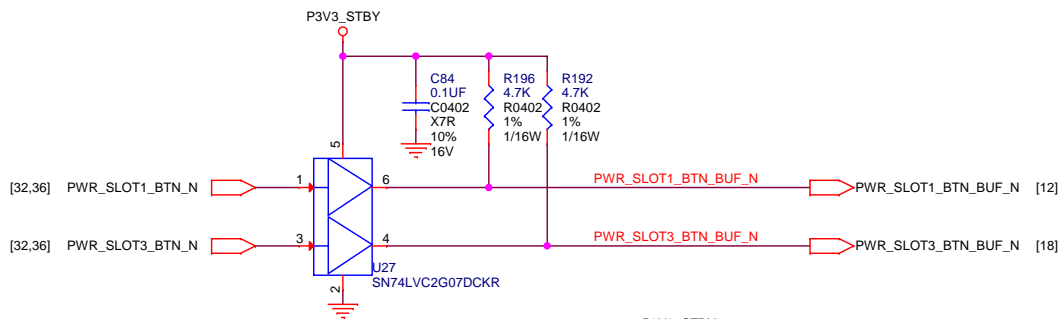 P3V3_STBY
C84 R196 R192
0.1UF 4.7K 4.7K
C0402 R0402 R0402
X7R 1% 1%
10% 1/16W 1/16W
16V
5
[32,36] PWR_SLOT1_BTN_N 1 6 PWR_SLOT1_BTN_BUF_N PWR_SLOT1_BTN_BUF_N [12]
[32,36] PWR_SLOT3_BTN_N 3 4 PWR_SLOT3_BTN_BUF_N PWR_SLOT3_BTN_BUF_N [18]
U27
SN74LVC2G07DCKR
2